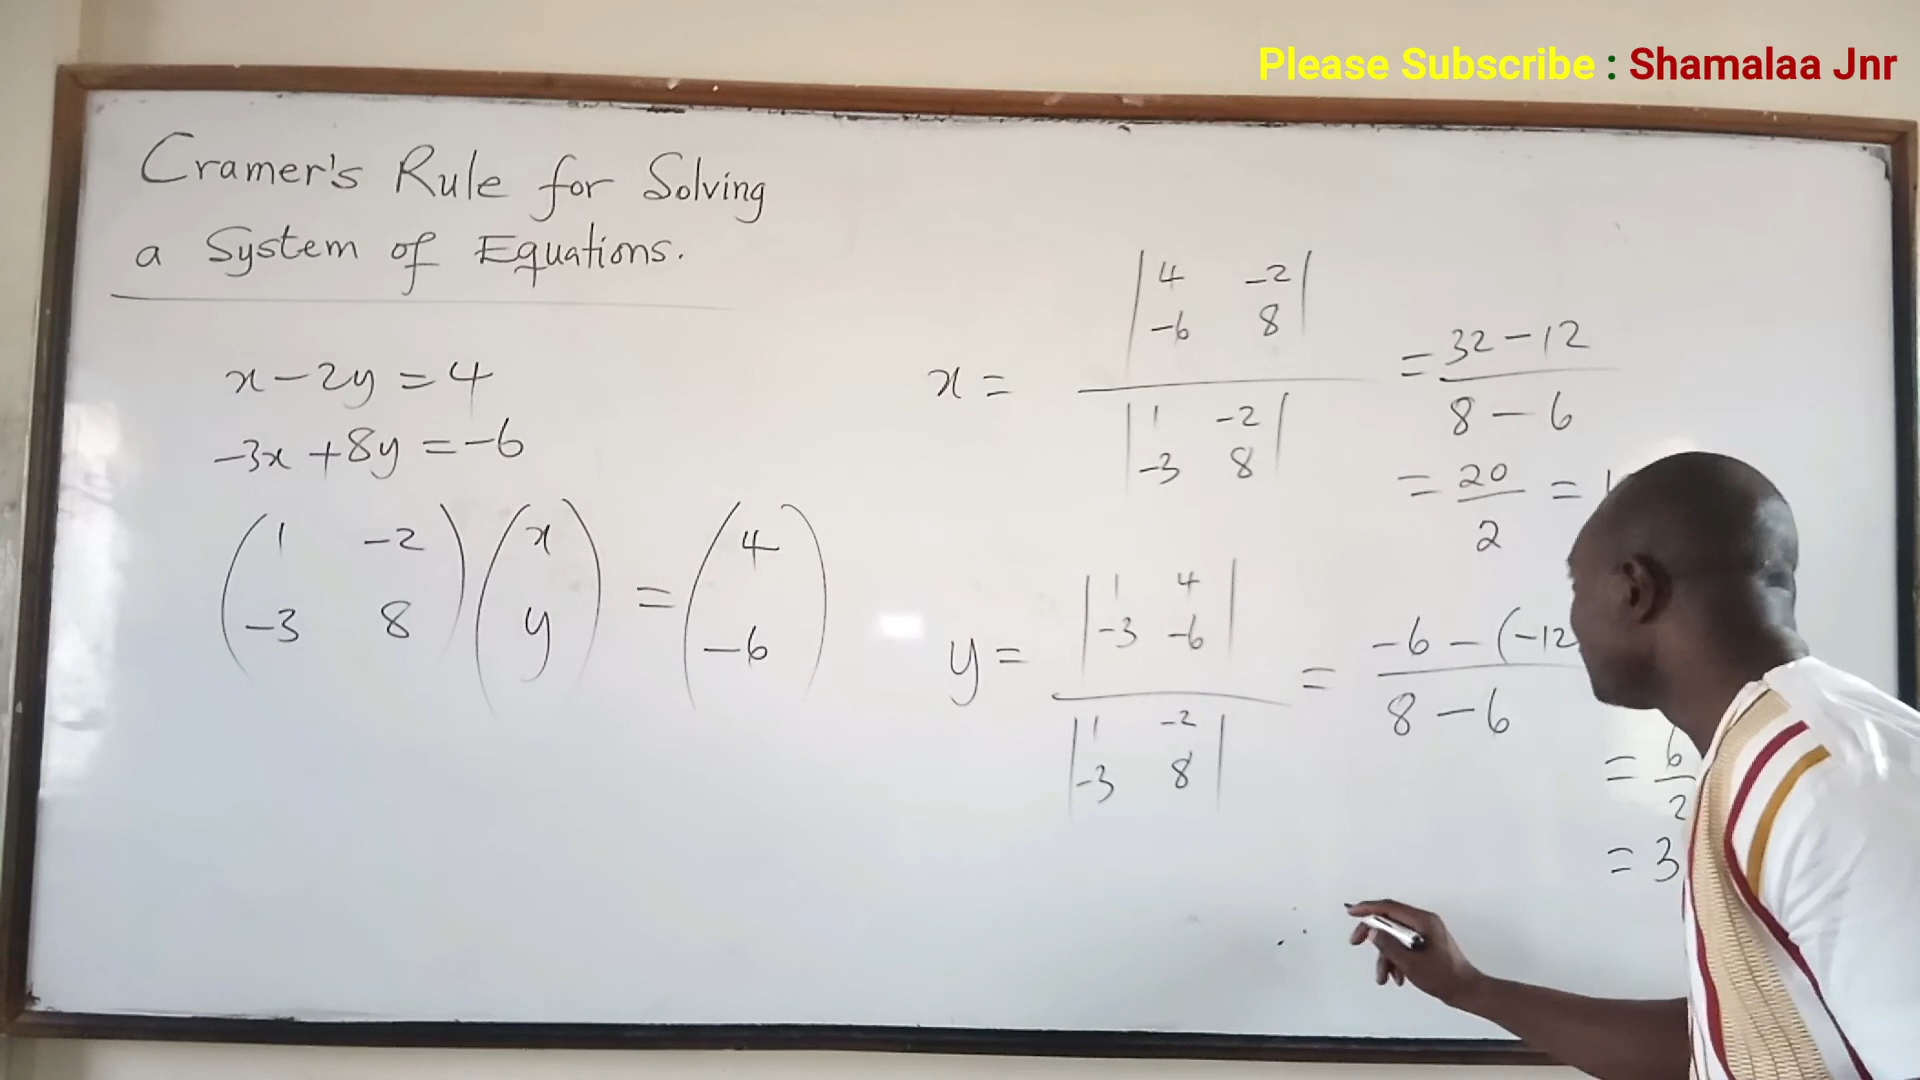 Please Subscribe : Shamalaa Jnr
Cramer's Rule for Solving
a System of Equations.
x - 2y = 4
-3x + 8y = -6
( 1 -2 ) ( x ) = ( 4 )
( -3 8 ) ( y ) ( -6 )
x =
| 4 -2 |
| -6 8 |
| 1 -2 |
| -3 8 |
= 32 - 12
8 - 6
= 20 =
2
y =
| 1 4 |
| -3 -6 |
| 1 -2 |
| -3 8 |
= -6 - (-12
8 - 6
= 6
2
= 3
∴